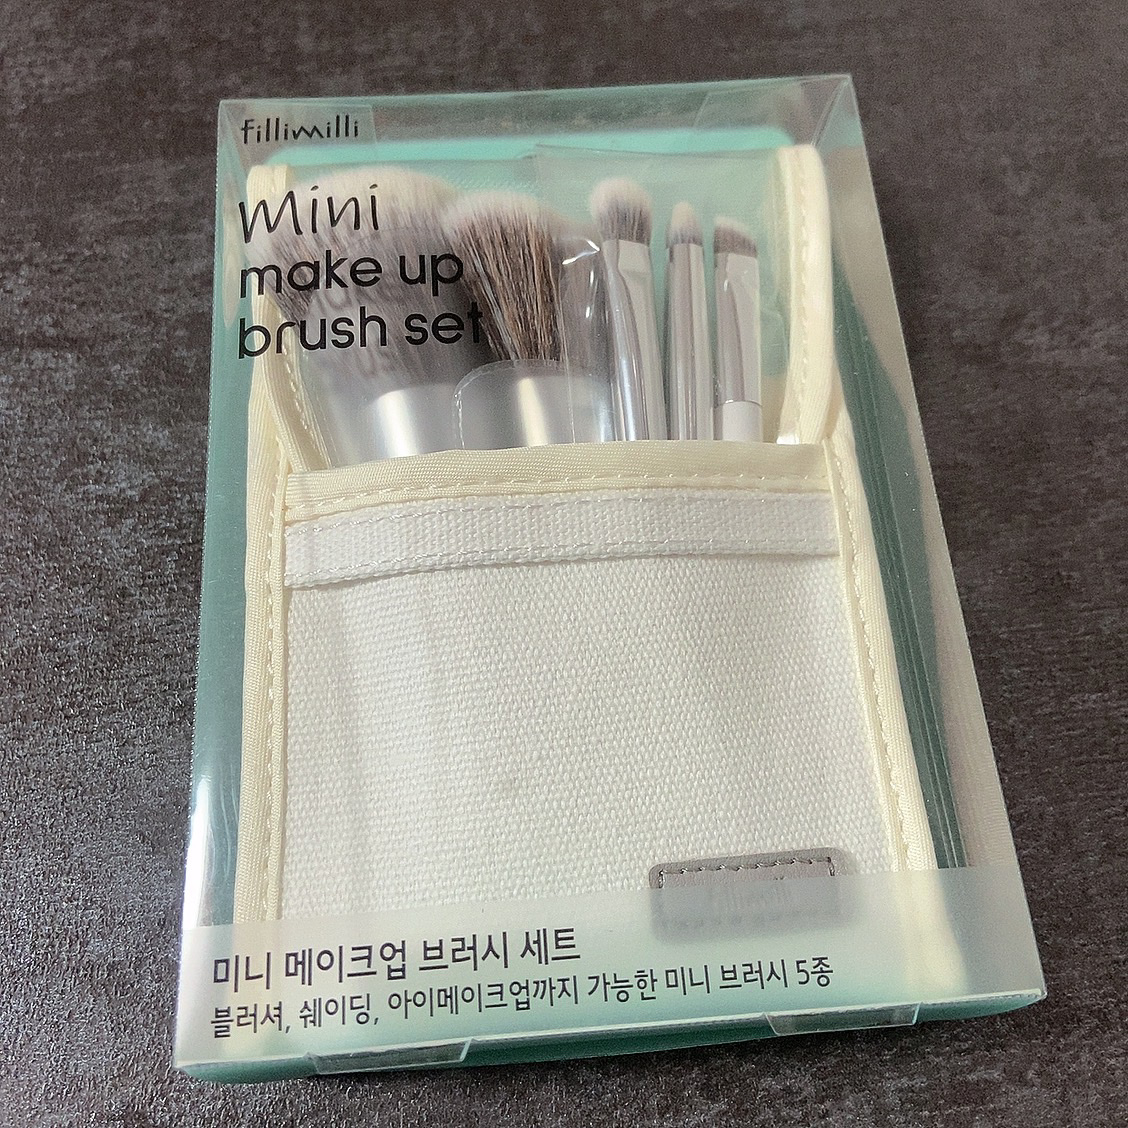 fillimilli
Mini
make up
brush set
미니 메이크업 브러시 세트
블러셔, 쉐이딩, 아이메이크업까지 가능한 미니 브러시 5종